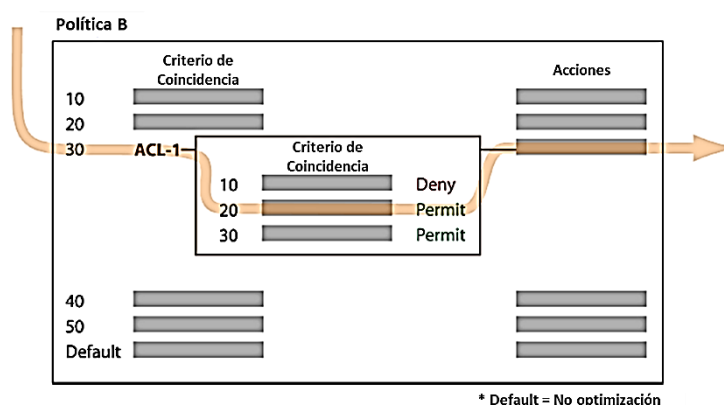 Política B
Criterio de
Coincidencia
Acciones
10
20
30 ACL-1
Criterio de
Coincidencia
10 Deny
20 Permit
30 Permit
40
50
Default
* Default = No optimización